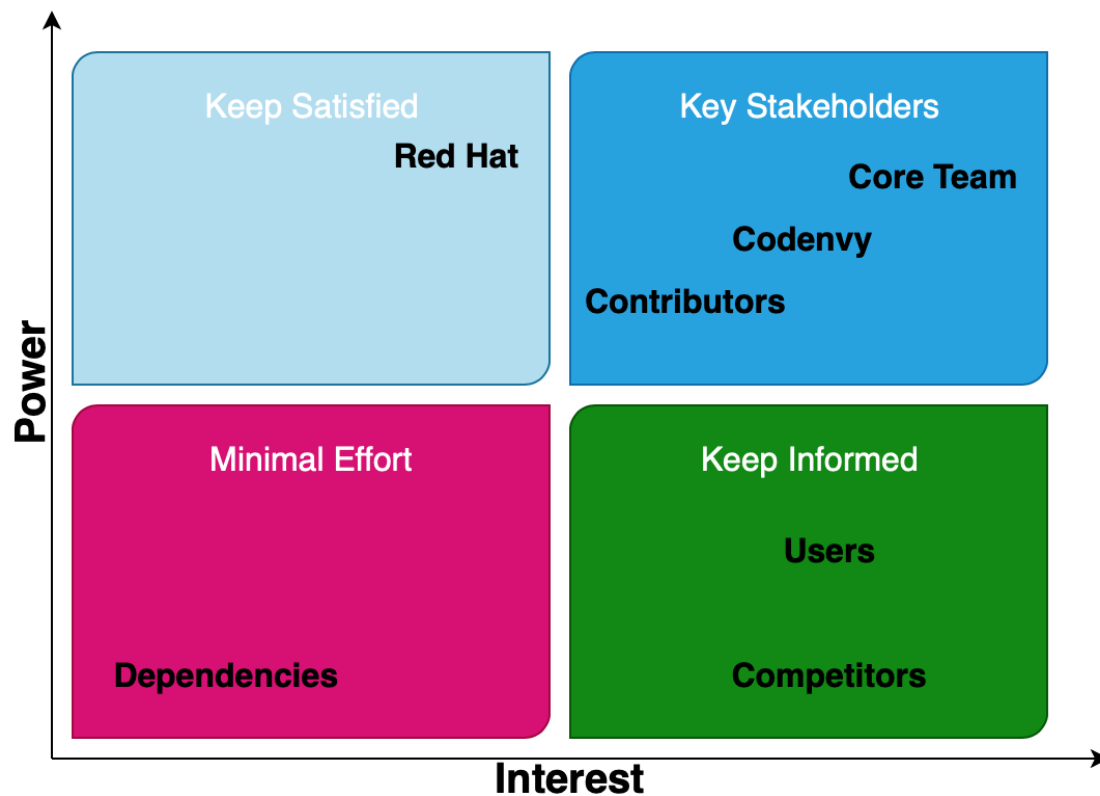 Keep Satisfied
Red Hat
Key Stakeholders
Core Team
Codenvy
Contributors
Power
Minimal Effort
Dependencies
Keep Informed
Users
Competitors
Interest